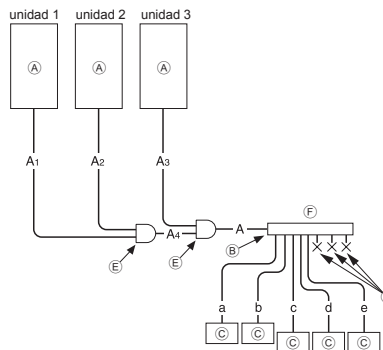 unidad 1 unidad 2 unidad 3
A A A
A1 A2 A3
A4 A
E E B F
a b c d e
C C C C C